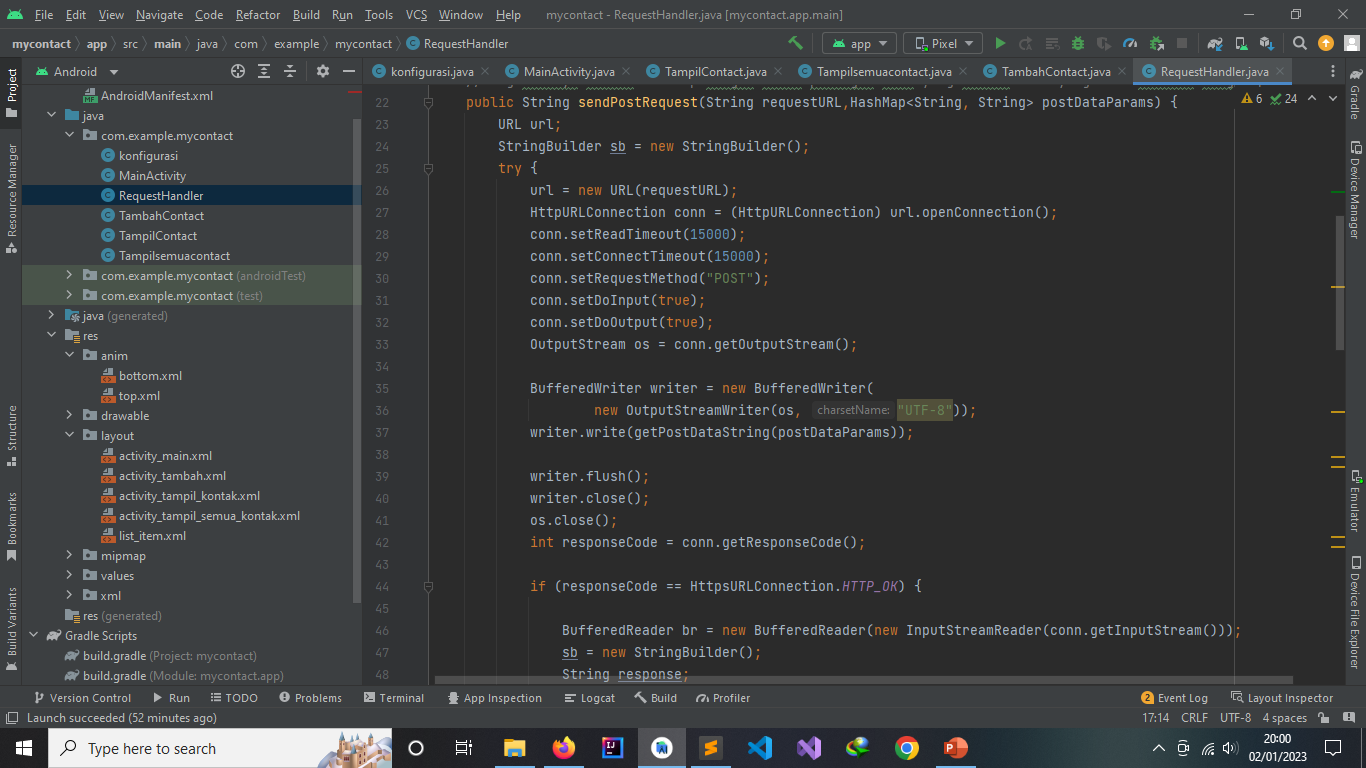 File Edit View Navigate Code Refactor Build Run Tools VCS Window Help mycontact - RequestHandler.java [mycontact.app.main]
mycontact app src main java com example mycontact RequestHandler app Pixel
Project
Resource Manager
Structure
Bookmarks
Build Variants
Android
AndroidManifest.xml
java
com.example.mycontact
konfigurasi
MainActivity
RequestHandler
TambahContact
TampilContact
Tampilsemuacontact
com.example.mycontact (androidTest)
com.example.mycontact (test)
java (generated)
res
anim
bottom.xml
top.xml
drawable
layout
activity_main.xml
activity_tambah.xml
activity_tampil_kontak.xml
activity_tampil_semua_kontak.xml
list_item.xml
mipmap
values
xml
res (generated)
Gradle Scripts
build.gradle (Project: mycontact)
build.gradle (Module: mycontact.app)
konfigurasi.java MainActivity.java TampilContact.java Tampilsemuacontact.java TambahContact.java RequestHandler.java
6 24
22 public String sendPostRequest(String requestURL,HashMap<String, String> postDataParams) {
23 URL url;
24 StringBuilder sb = new StringBuilder();
25 try {
26 url = new URL(requestURL);
27 HttpURLConnection conn = (HttpURLConnection) url.openConnection();
28 conn.setReadTimeout(15000);
29 conn.setConnectTimeout(15000);
30 conn.setRequestMethod("POST");
31 conn.setDoInput(true);
32 conn.setDoOutput(true);
33 OutputStream os = conn.getOutputStream();
34
35 BufferedWriter writer = new BufferedWriter(
36 new OutputStreamWriter(os, charsetName: "UTF-8"));
37 writer.write(getPostDataString(postDataParams));
38
39 writer.flush();
40 writer.close();
41 os.close();
42 int responseCode = conn.getResponseCode();
43
44 if (responseCode == HttpsURLConnection.HTTP_OK) {
45
46 BufferedReader br = new BufferedReader(new InputStreamReader(conn.getInputStream()));
47 sb = new StringBuilder();
48 String response;
Gradle
Device Manager
Emulator
Device File Explorer
Version Control Run TODO Problems Terminal App Inspection Logcat Build Profiler 2 Event Log Layout Inspector
Launch succeeded (52 minutes ago) 17:14 CRLF UTF-8 4 spaces
Type here to search
20:00
02/01/2023